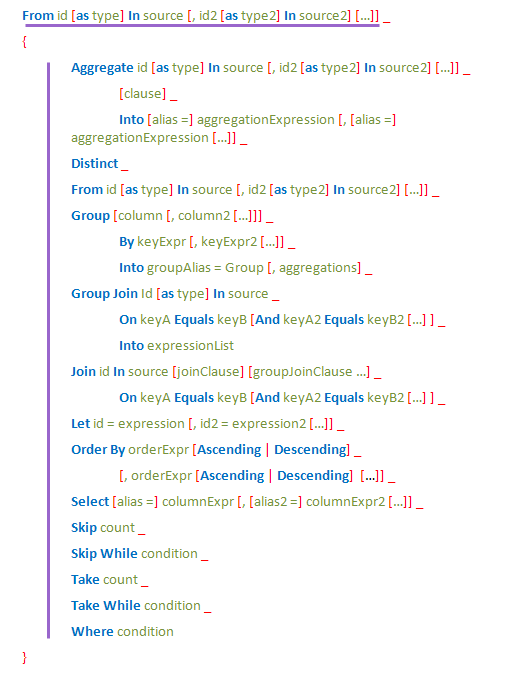 From id [as type] In source [, id2 [as type2] In source2] […]] _
{
Aggregate id [as type] In source [, id2 [as type2] In source2] […]] _
[clause] _
Into [alias =] aggregationExpression [, [alias =]
aggregationExpression […]] _
Distinct _
From id [as type] In source [, id2 [as type2] In source2] […]] _
Group [column [, column2 […]]] _
By keyExpr [, keyExpr2 […]] _
Into groupAlias = Group [, aggregations] _
Group Join Id [as type] In source _
On keyA Equals keyB [And keyA2 Equals keyB2 […] ] _
Into expressionList
Join id In source [joinClause] [groupJoinClause …] _
On keyA Equals keyB [And keyA2 Equals keyB2 […] ] _
Let id = expression [, id2 = expression2 […]] _
Order By orderExpr [Ascending | Descending] _
[, orderExpr [Ascending | Descending] […]] _
Select [alias =] columnExpr [, [alias2 =] columnExpr2 […]] _
Skip count _
Skip While condition _
Take count _
Take While condition _
Where condition
}